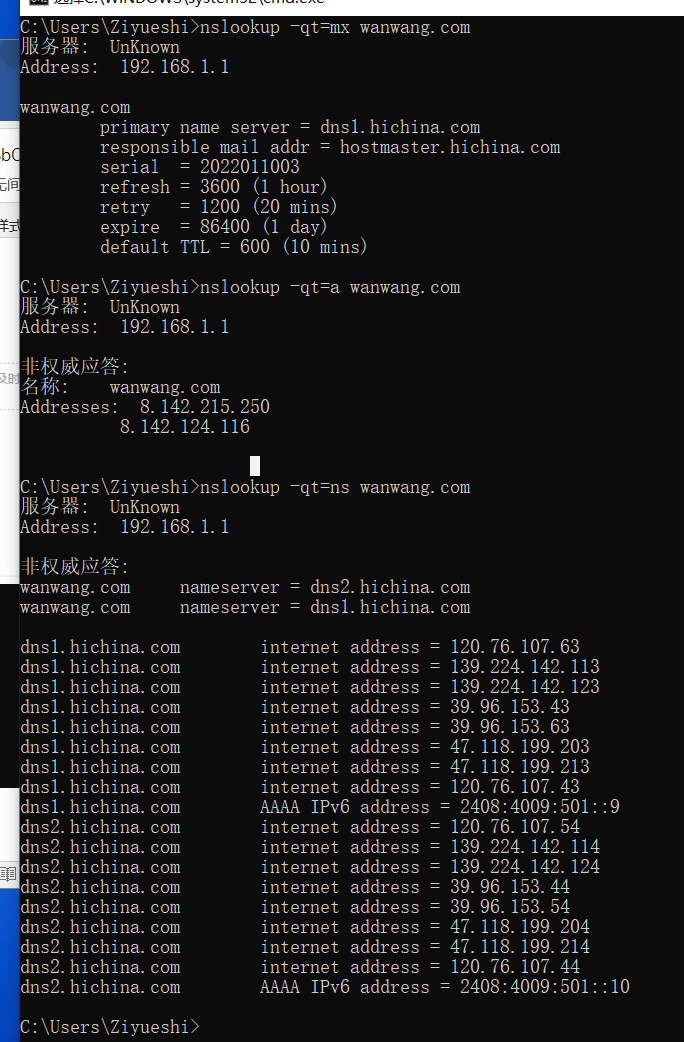 C:\Users\Ziyueshi>nslookup -qt=mx wanwang.com
服务器:  UnKnown
Address:  192.168.1.1

wanwang.com
        primary name server = dns1.hichina.com
        responsible mail addr = hostmaster.hichina.com
        serial  = 2022011003
        refresh = 3600 (1 hour)
        retry   = 1200 (20 mins)
        expire  = 86400 (1 day)
        default TTL = 600 (10 mins)

C:\Users\Ziyueshi>nslookup -qt=a wanwang.com
服务器:  UnKnown
Address:  192.168.1.1

非权威应答:
名称:    wanwang.com
Addresses:  8.142.215.250
          8.142.124.116

C:\Users\Ziyueshi>nslookup -qt=ns wanwang.com
服务器:  UnKnown
Address:  192.168.1.1

非权威应答:
wanwang.com     nameserver = dns2.hichina.com
wanwang.com     nameserver = dns1.hichina.com

dns1.hichina.com        internet address = 120.76.107.63
dns1.hichina.com        internet address = 139.224.142.113
dns1.hichina.com        internet address = 139.224.142.123
dns1.hichina.com        internet address = 39.96.153.43
dns1.hichina.com        internet address = 39.96.153.63
dns1.hichina.com        internet address = 47.118.199.203
dns1.hichina.com        internet address = 47.118.199.213
dns1.hichina.com        internet address = 120.76.107.43
dns1.hichina.com        AAAA IPv6 address = 2408:4009:501::9
dns2.hichina.com        internet address = 120.76.107.54
dns2.hichina.com        internet address = 139.224.142.114
dns2.hichina.com        internet address = 139.224.142.124
dns2.hichina.com        internet address = 39.96.153.44
dns2.hichina.com        internet address = 39.96.153.54
dns2.hichina.com        internet address = 47.118.199.204
dns2.hichina.com        internet address = 47.118.199.214
dns2.hichina.com        internet address = 120.76.107.44
dns2.hichina.com        AAAA IPv6 address = 2408:4009:501::10

C:\Users\Ziyueshi>